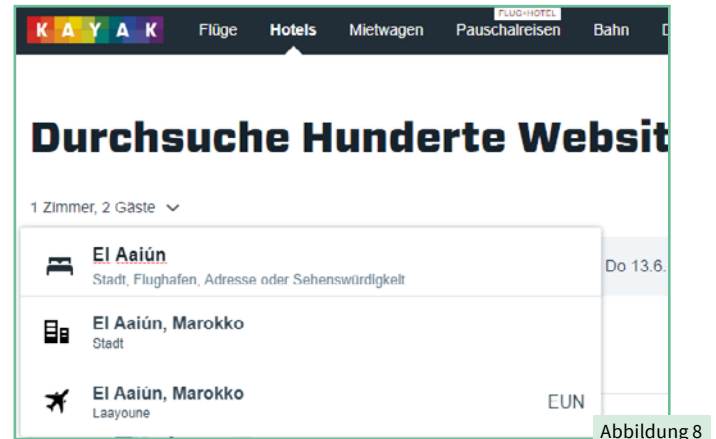 FLUG+HOTEL
KAYAK Flüge Hotels Mietwagen Pauschalreisen Bahn
Durchsuche Hunderte Websit
1 Zimmer, 2 Gäste
El Aaiún
Stadt, Flughafen, Adresse oder Sehenswürdigkeit
Do 13.6.
El Aaiún, Marokko
Stadt
El Aaiún, Marokko
Laayoune
EUN
Abbildung 8